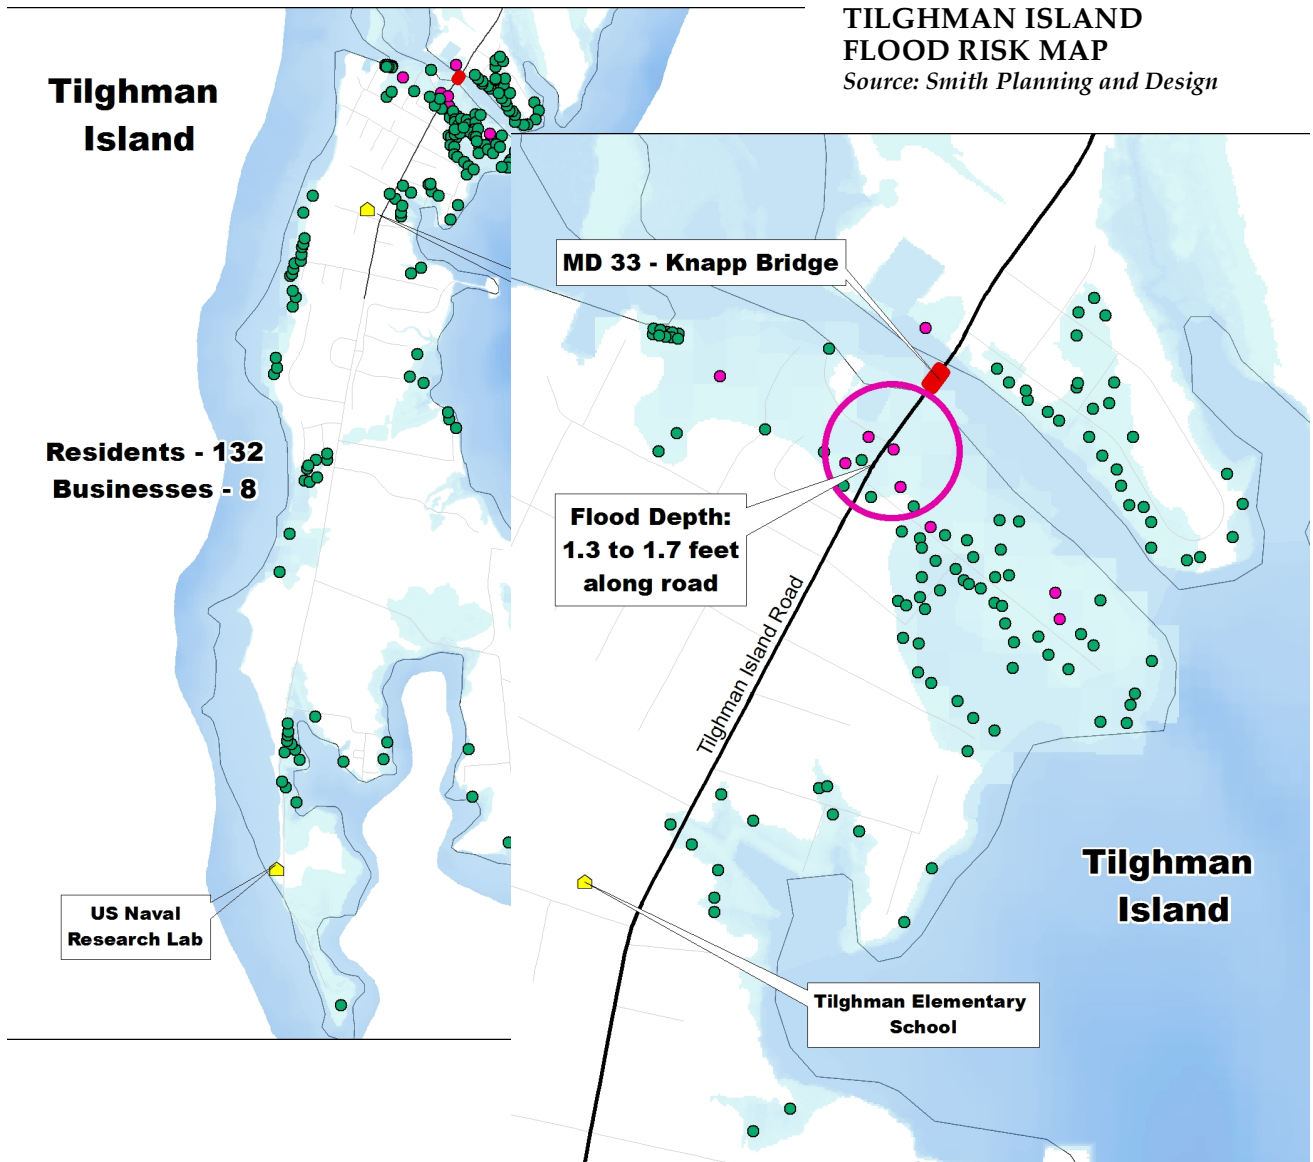 TILGHMAN ISLAND
FLOOD RISK MAP
Source: Smith Planning and Design
Tilghman
Island
MD 33 - Knapp Bridge
Residents - 132
Businesses - 8
Flood Depth:
1.3 to 1.7 feet
along road
Tilghman Island Road
Tilghman
Island
US Naval
Research Lab
Tilghman Elementary
School